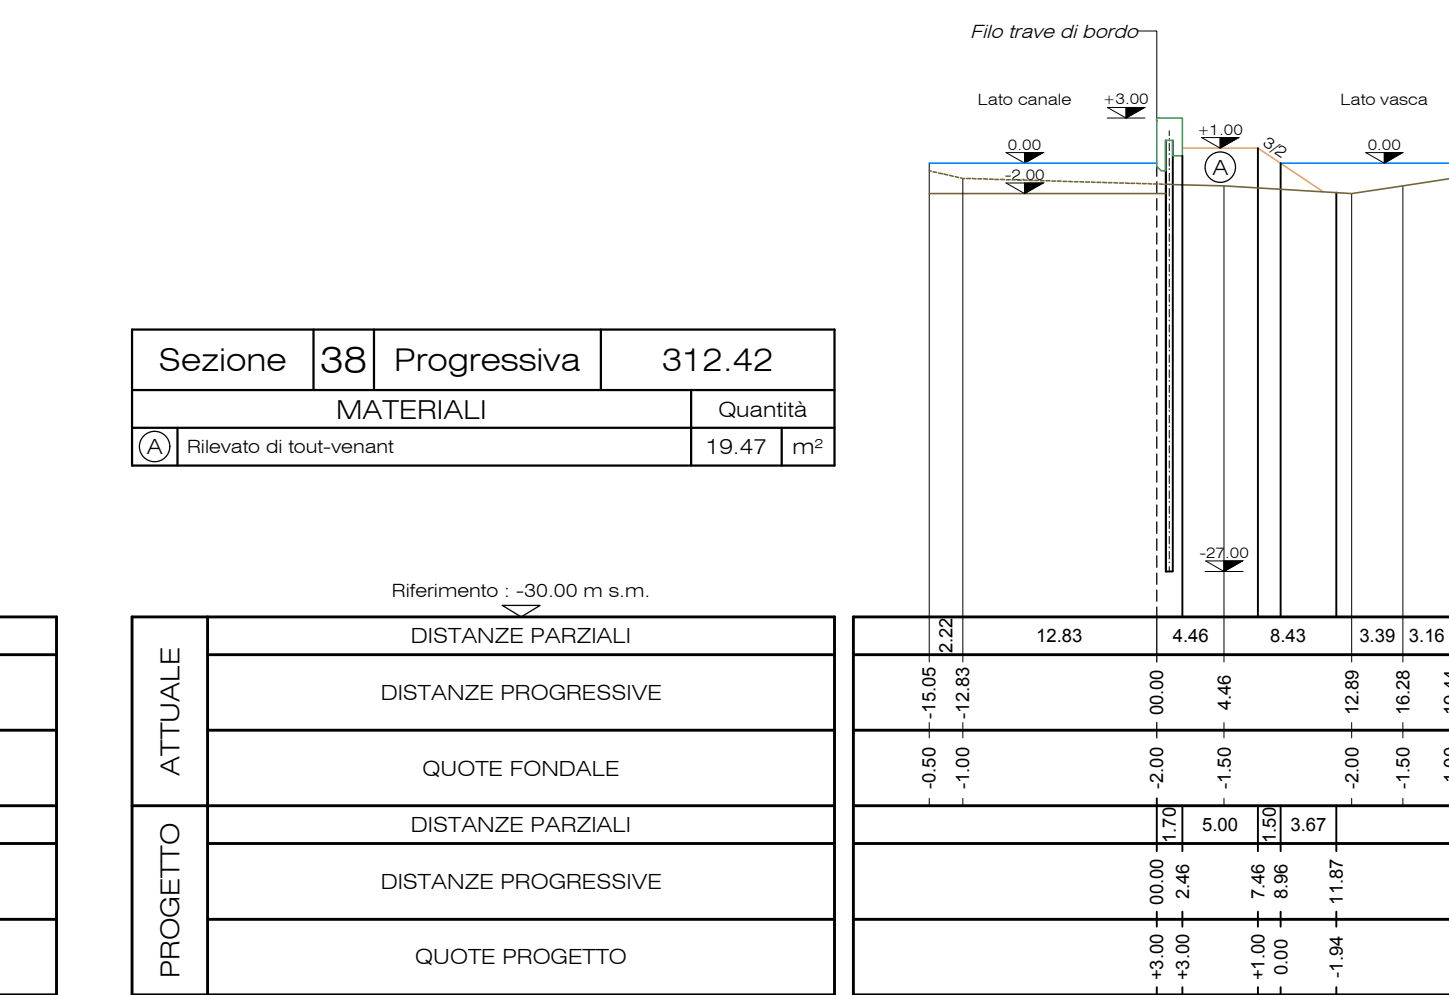 Filo trave di bordo
Lato canale
+3.00
Lato vasca
+1.00
3/2
0.00
0.00
-2.00
A
Sezione 38 Progressiva 312.42
MATERIALI Quantità
A Rilevato di tout-venant 19.47 m²
-27.00
Riferimento : -30.00 m s.m.
ATTUALE
DISTANZE PARZIALI 2.22 12.83 4.46 8.43 3.39 3.16
DISTANZE PROGRESSIVE -15.05 -12.83 00.00 4.46 12.89 16.28
QUOTE FONDALE -0.50 -1.00 -2.00 -1.50 -2.00 -1.50
PROGETTO
DISTANZE PARZIALI 1.70 5.00 1.50 3.67
DISTANZE PROGRESSIVE 00.00 2.46 7.46 8.96 11.87
QUOTE PROGETTO +3.00 +3.00 +1.00 0.00 -1.94